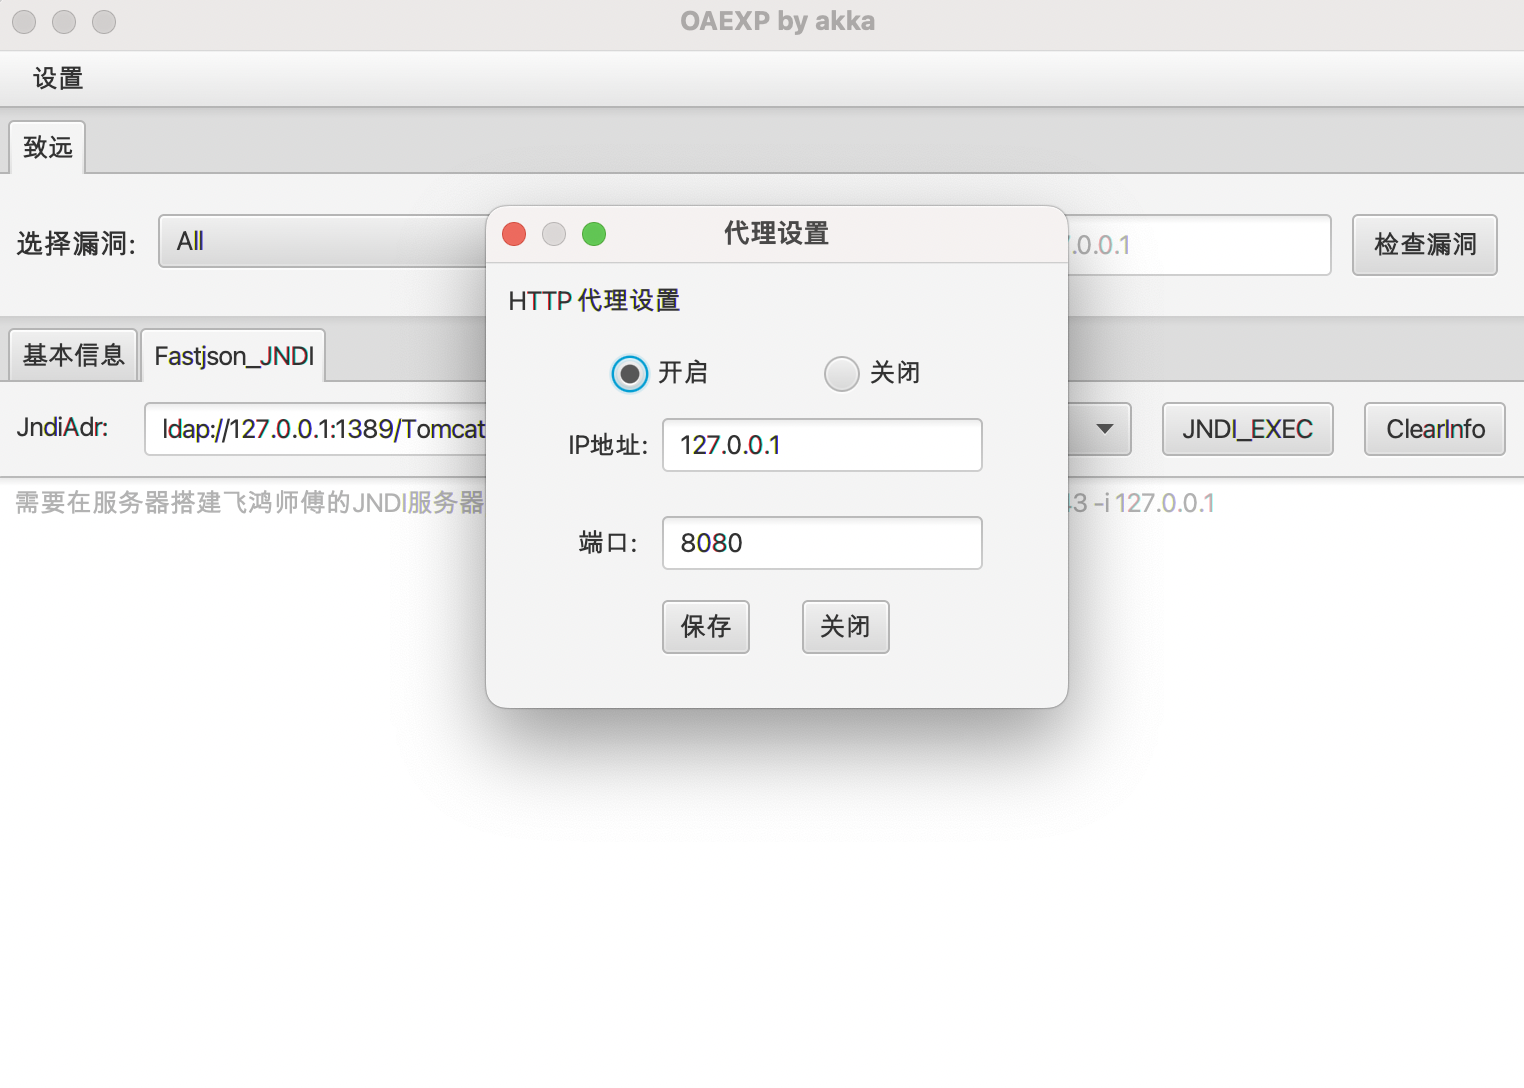 OAEXP by akka
设置
致远
选择漏洞:
All
.0.0.1
检查漏洞
基本信息
Fastjson_JNDI
JndiAdr:
ldap://127.0.0.1:1389/Tomcat
JNDI_EXEC
ClearInfo
需要在服务器搭建飞鸿师傅的JNDI服务器
3 -i 127.0.0.1
代理设置
HTTP 代理设置
开启
关闭
IP地址:
127.0.0.1
端口:
8080
保存
关闭